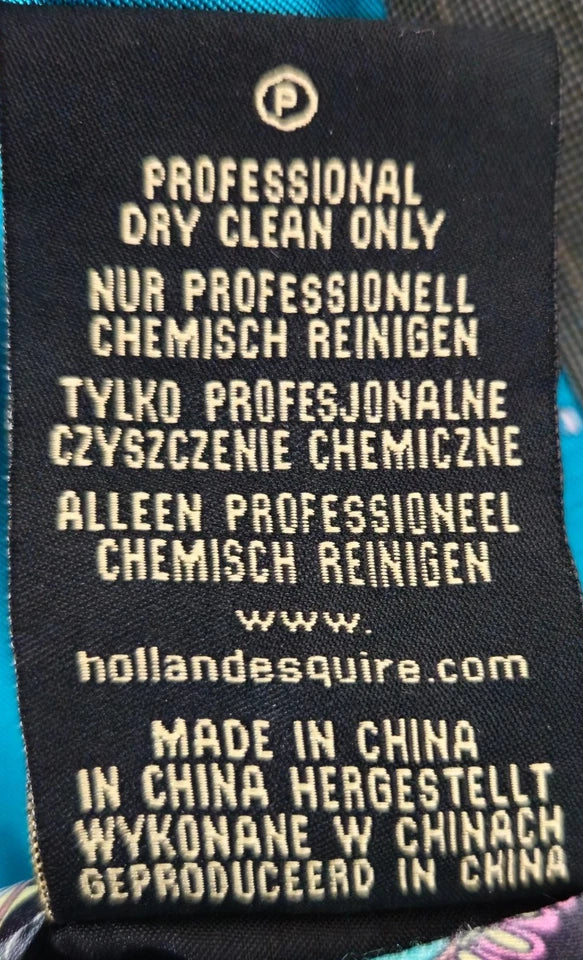 P
PROFESSIONAL
DRY CLEAN ONLY
NUR PROFESSIONELL
CHEMISCH REINIGEN
TYLKO PROFESJONALNE
CZYSZCZENIE CHEMICZNE
ALLEEN PROFESSIONEEL
CHEMISCH REINIGEN
www.
hollandesquire.com
MADE IN CHINA
IN CHINA HERGESTELLT
WYKONANE W CHINACH
GEPRODUCEERD IN CHINA